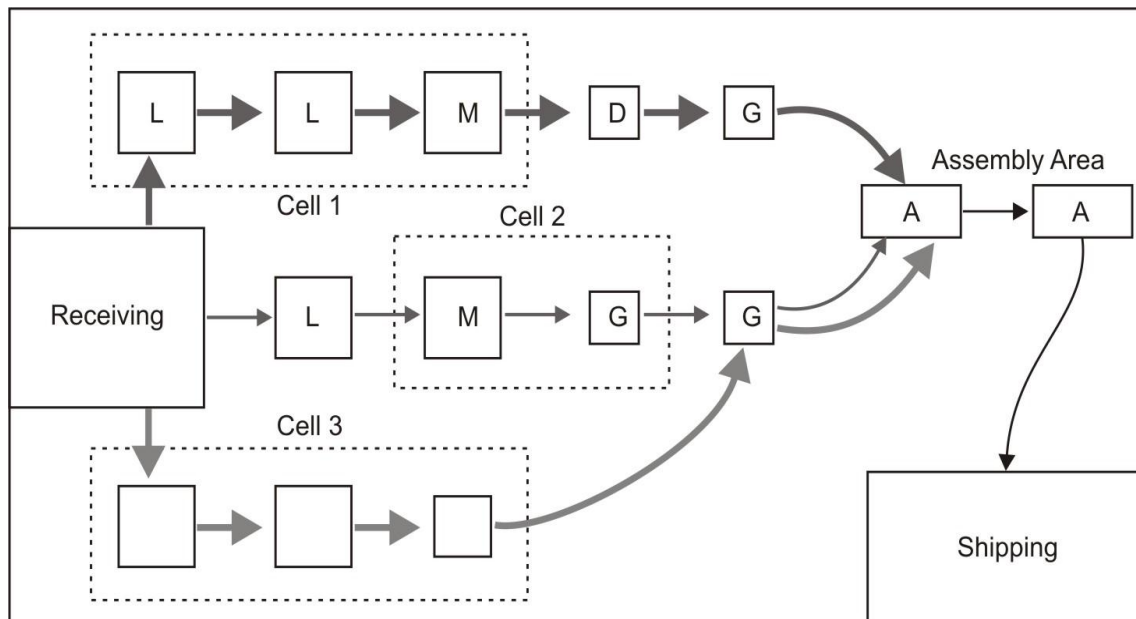 L
L
M
D
G
Cell 1
Assembly Area
A
A
Cell 2
Receiving
L
M
G
G
Cell 3
Shipping